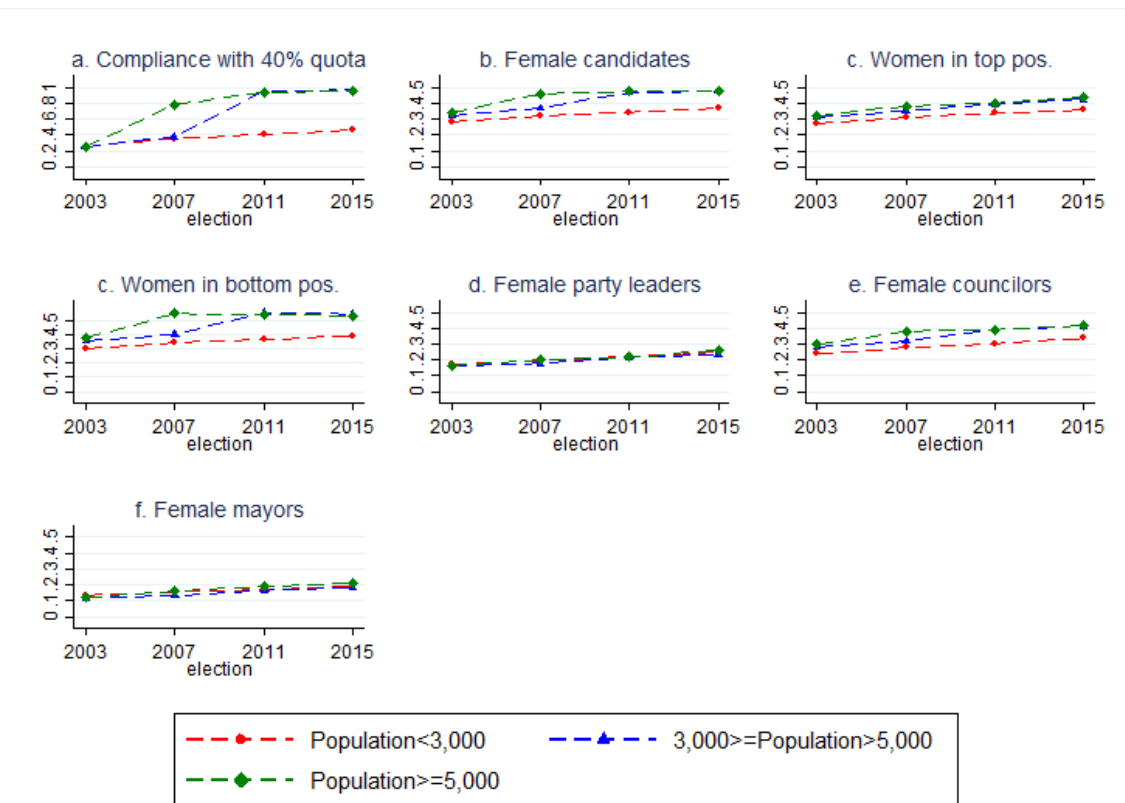 a. Compliance with 40% quota
b. Female candidates
c. Women in top pos.
0.2.4.6.81
0.1.2.3.4.5
0.1.2.3.4.5
2003 2007 2011 2015
2003 2007 2011 2015
2003 2007 2011 2015
election
election
election
c. Women in bottom pos.
d. Female party leaders
e. Female councilors
0.1.2.3.4.5
0.1.2.3.4.5
0.1.2.3.4.5
2003 2007 2011 2015
2003 2007 2011 2015
2003 2007 2011 2015
election
election
election
f. Female mayors
0.1.2.3.4.5
2003 2007 2011 2015
election
Population<3,000
3,000>=Population>5,000
Population>=5,000